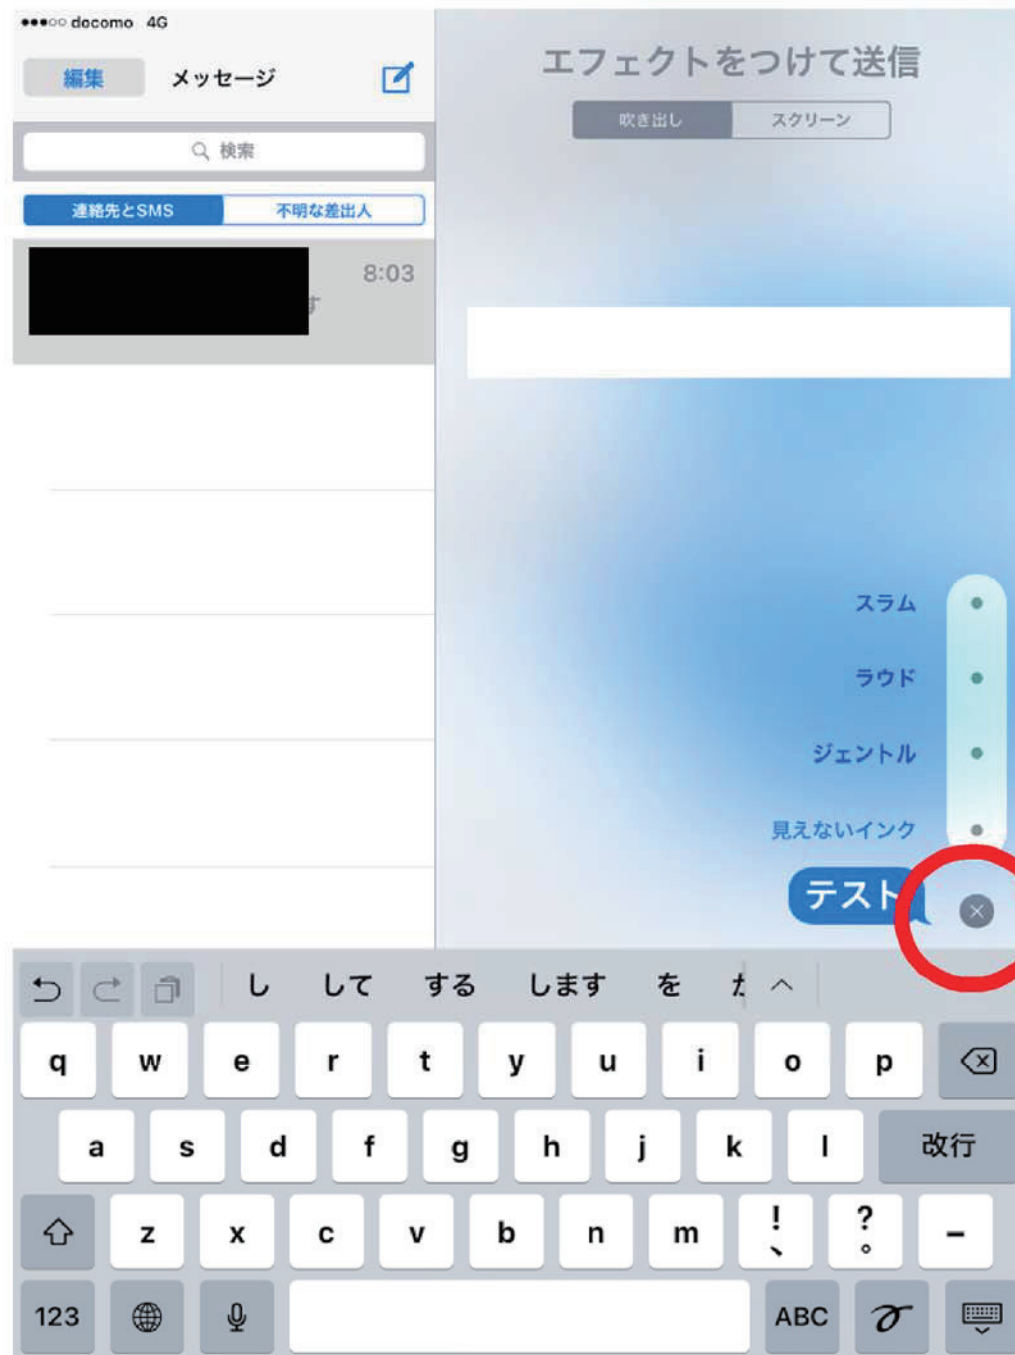 docomo 4G
編集 メッセージ
検索
連絡先とSMS 不明な差出人
8:03
す
エフェクトをつけて送信
吹き出し スクリーン
スラム
ラウド
ジェントル
見えないインク
テスト
し して する します を
q w e r t y u i o p
a s d f g h j k l 改行
z x c v b n m ! 、 ? 。 ー
123 ABC